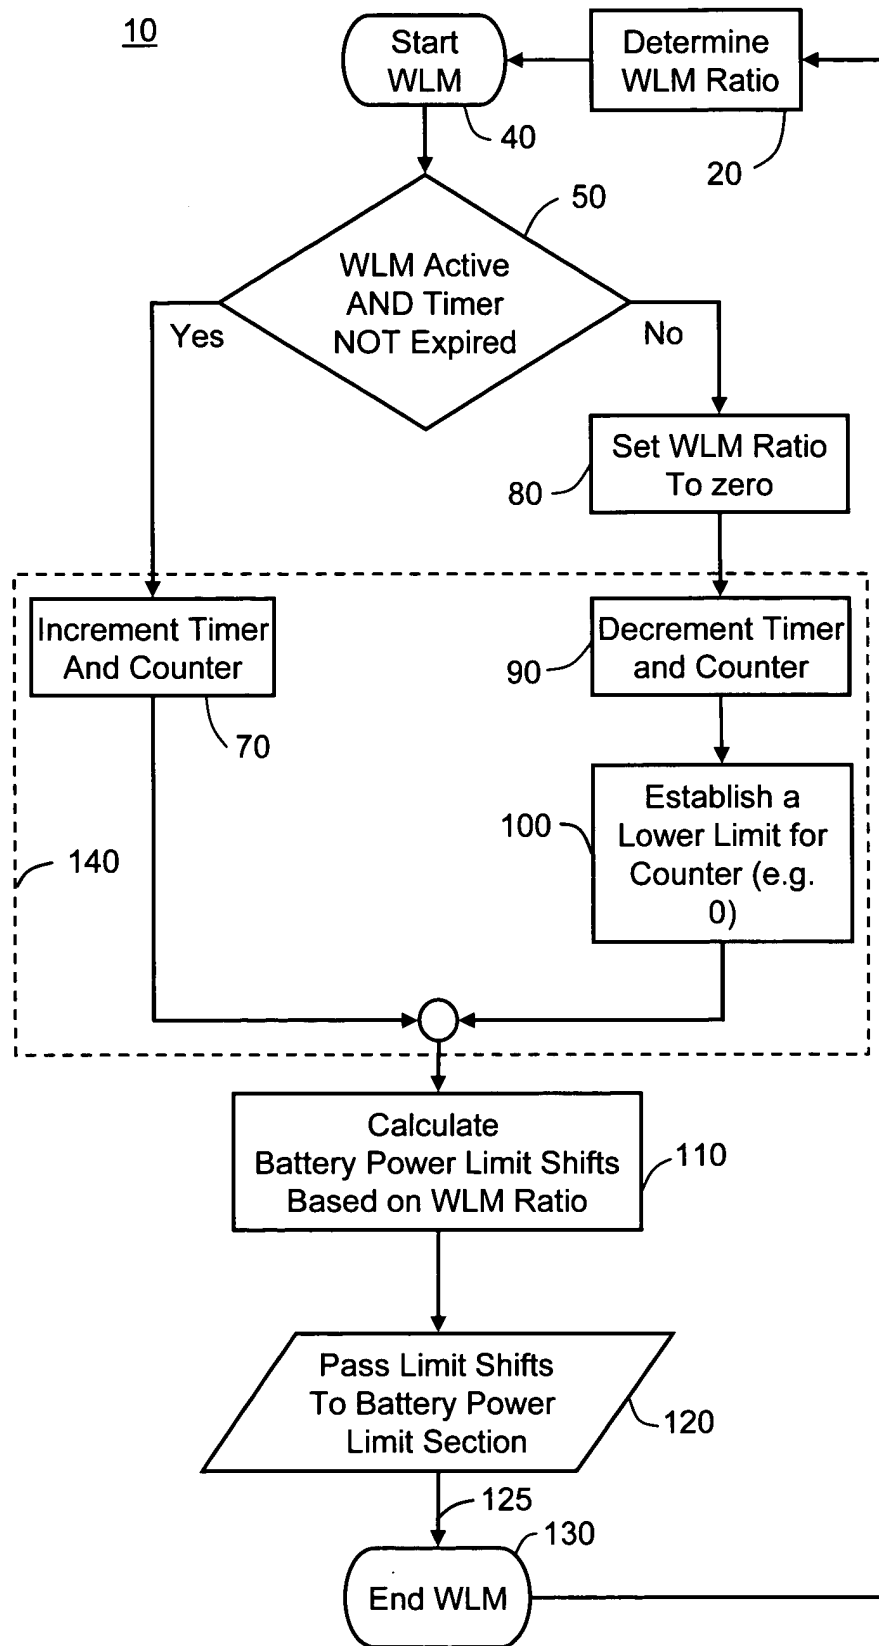 10
Start
WLM
40
Determine
WLM Ratio
20
50
WLM Active
AND Timer
NOT Expired
Yes
No
Set WLM Ratio
To zero
80
Increment Timer
And Counter
70
Decrement Timer
and Counter
90
Establish a
Lower Limit for
Counter (e.g.
0)
100
140
Calculate
Battery Power Limit Shifts
Based on WLM Ratio
110
Pass Limit Shifts
To Battery Power
Limit Section
120
125
130
End WLM